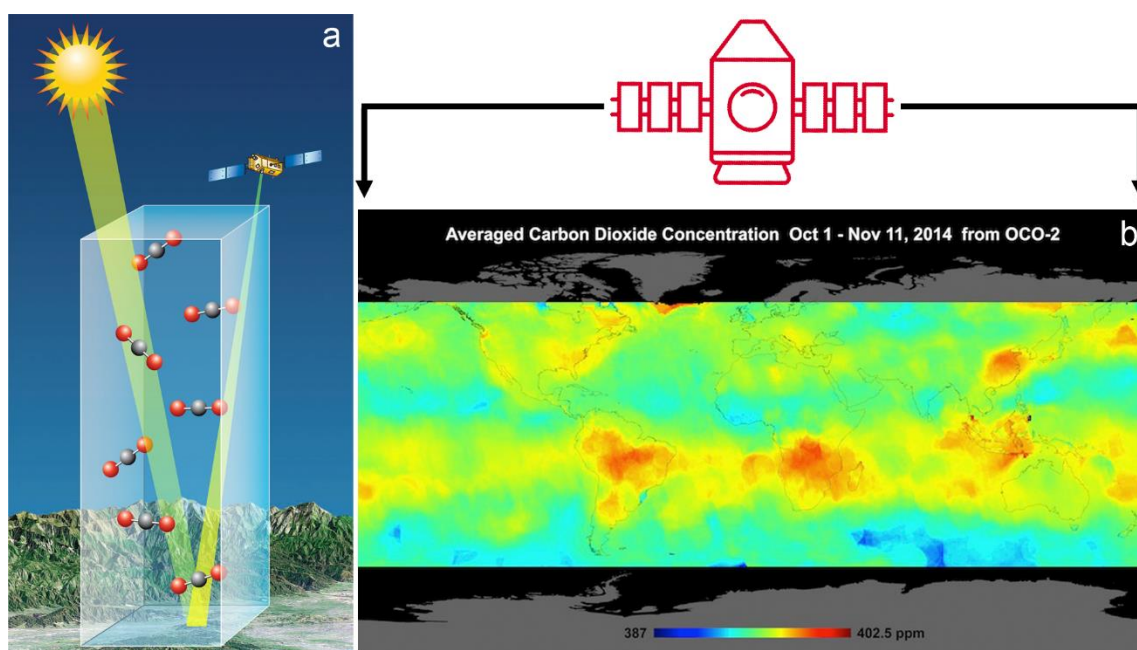 a
Averaged Carbon Dioxide Concentration Oct 1 - Nov 11, 2014 from OCO-2
b
387
402.5 ppm